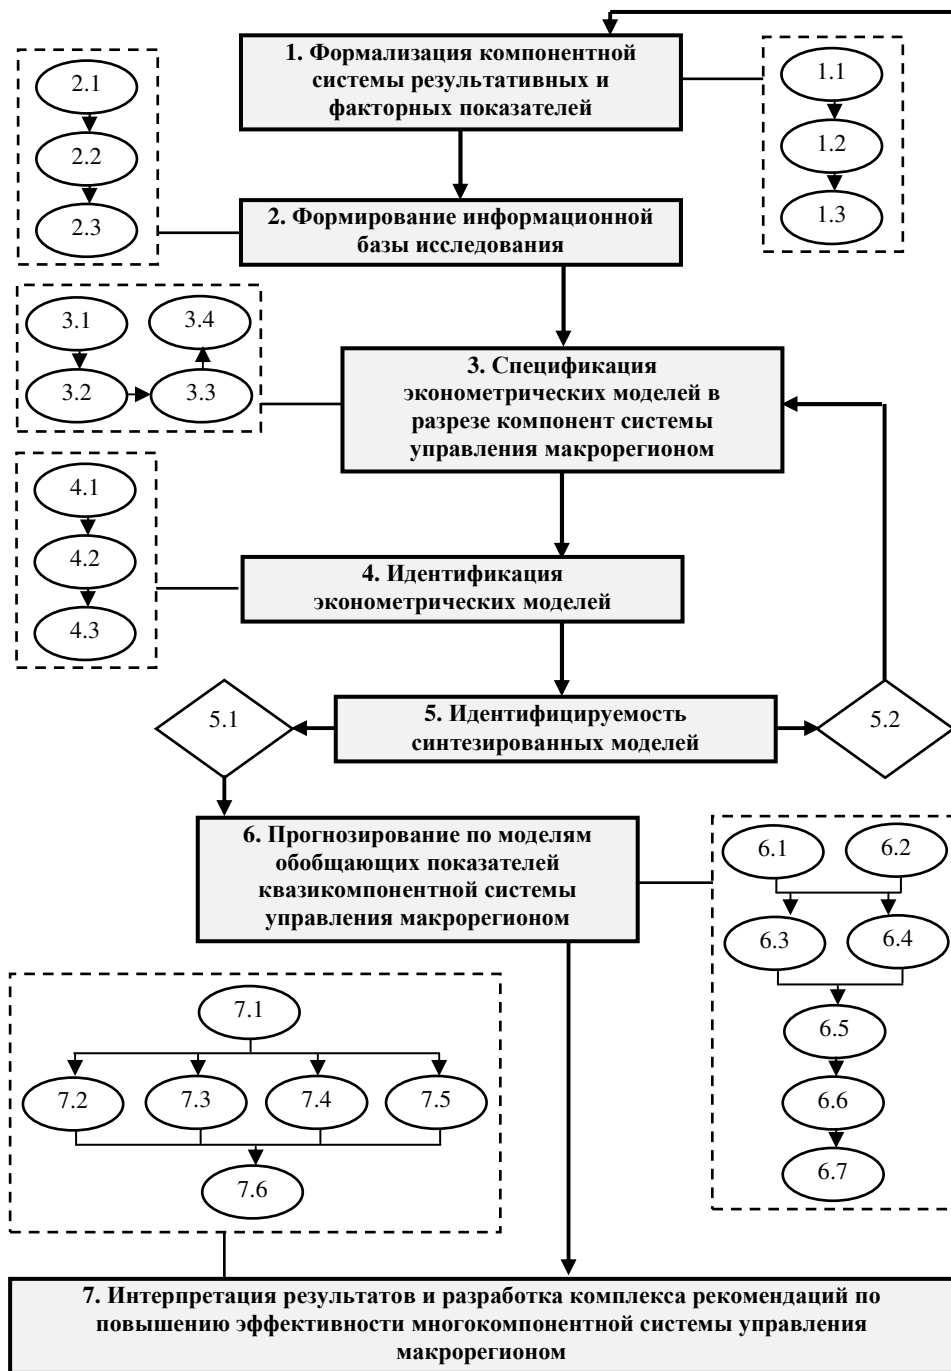 1. Формализация компонентной
системы результативных и
факторных показателей
1.1
1.2
1.3
2.1
2.2
2.3
2. Формирование информационной
базы исследования
3.1
3.4
3.2
3.3
3. Спецификация
эконометрических моделей в
разрезе компонент системы
управления макрорегионом
4.1
4.2
4.3
4. Идентификация
эконометрических моделей
5.1
5. Идентифицируемость
синтезированных моделей
5.2
6. Прогнозирование по моделям
обобщающих показателей
квазикомпонентной системы
управления макрорегионом
6.1
6.2
6.3
6.4
6.5
6.6
6.7
7.1
7.2
7.3
7.4
7.5
7.6
7. Интерпретация результатов и разработка комплекса рекомендаций по
повышению эффективности многокомпонентной системы управления
макрорегионом